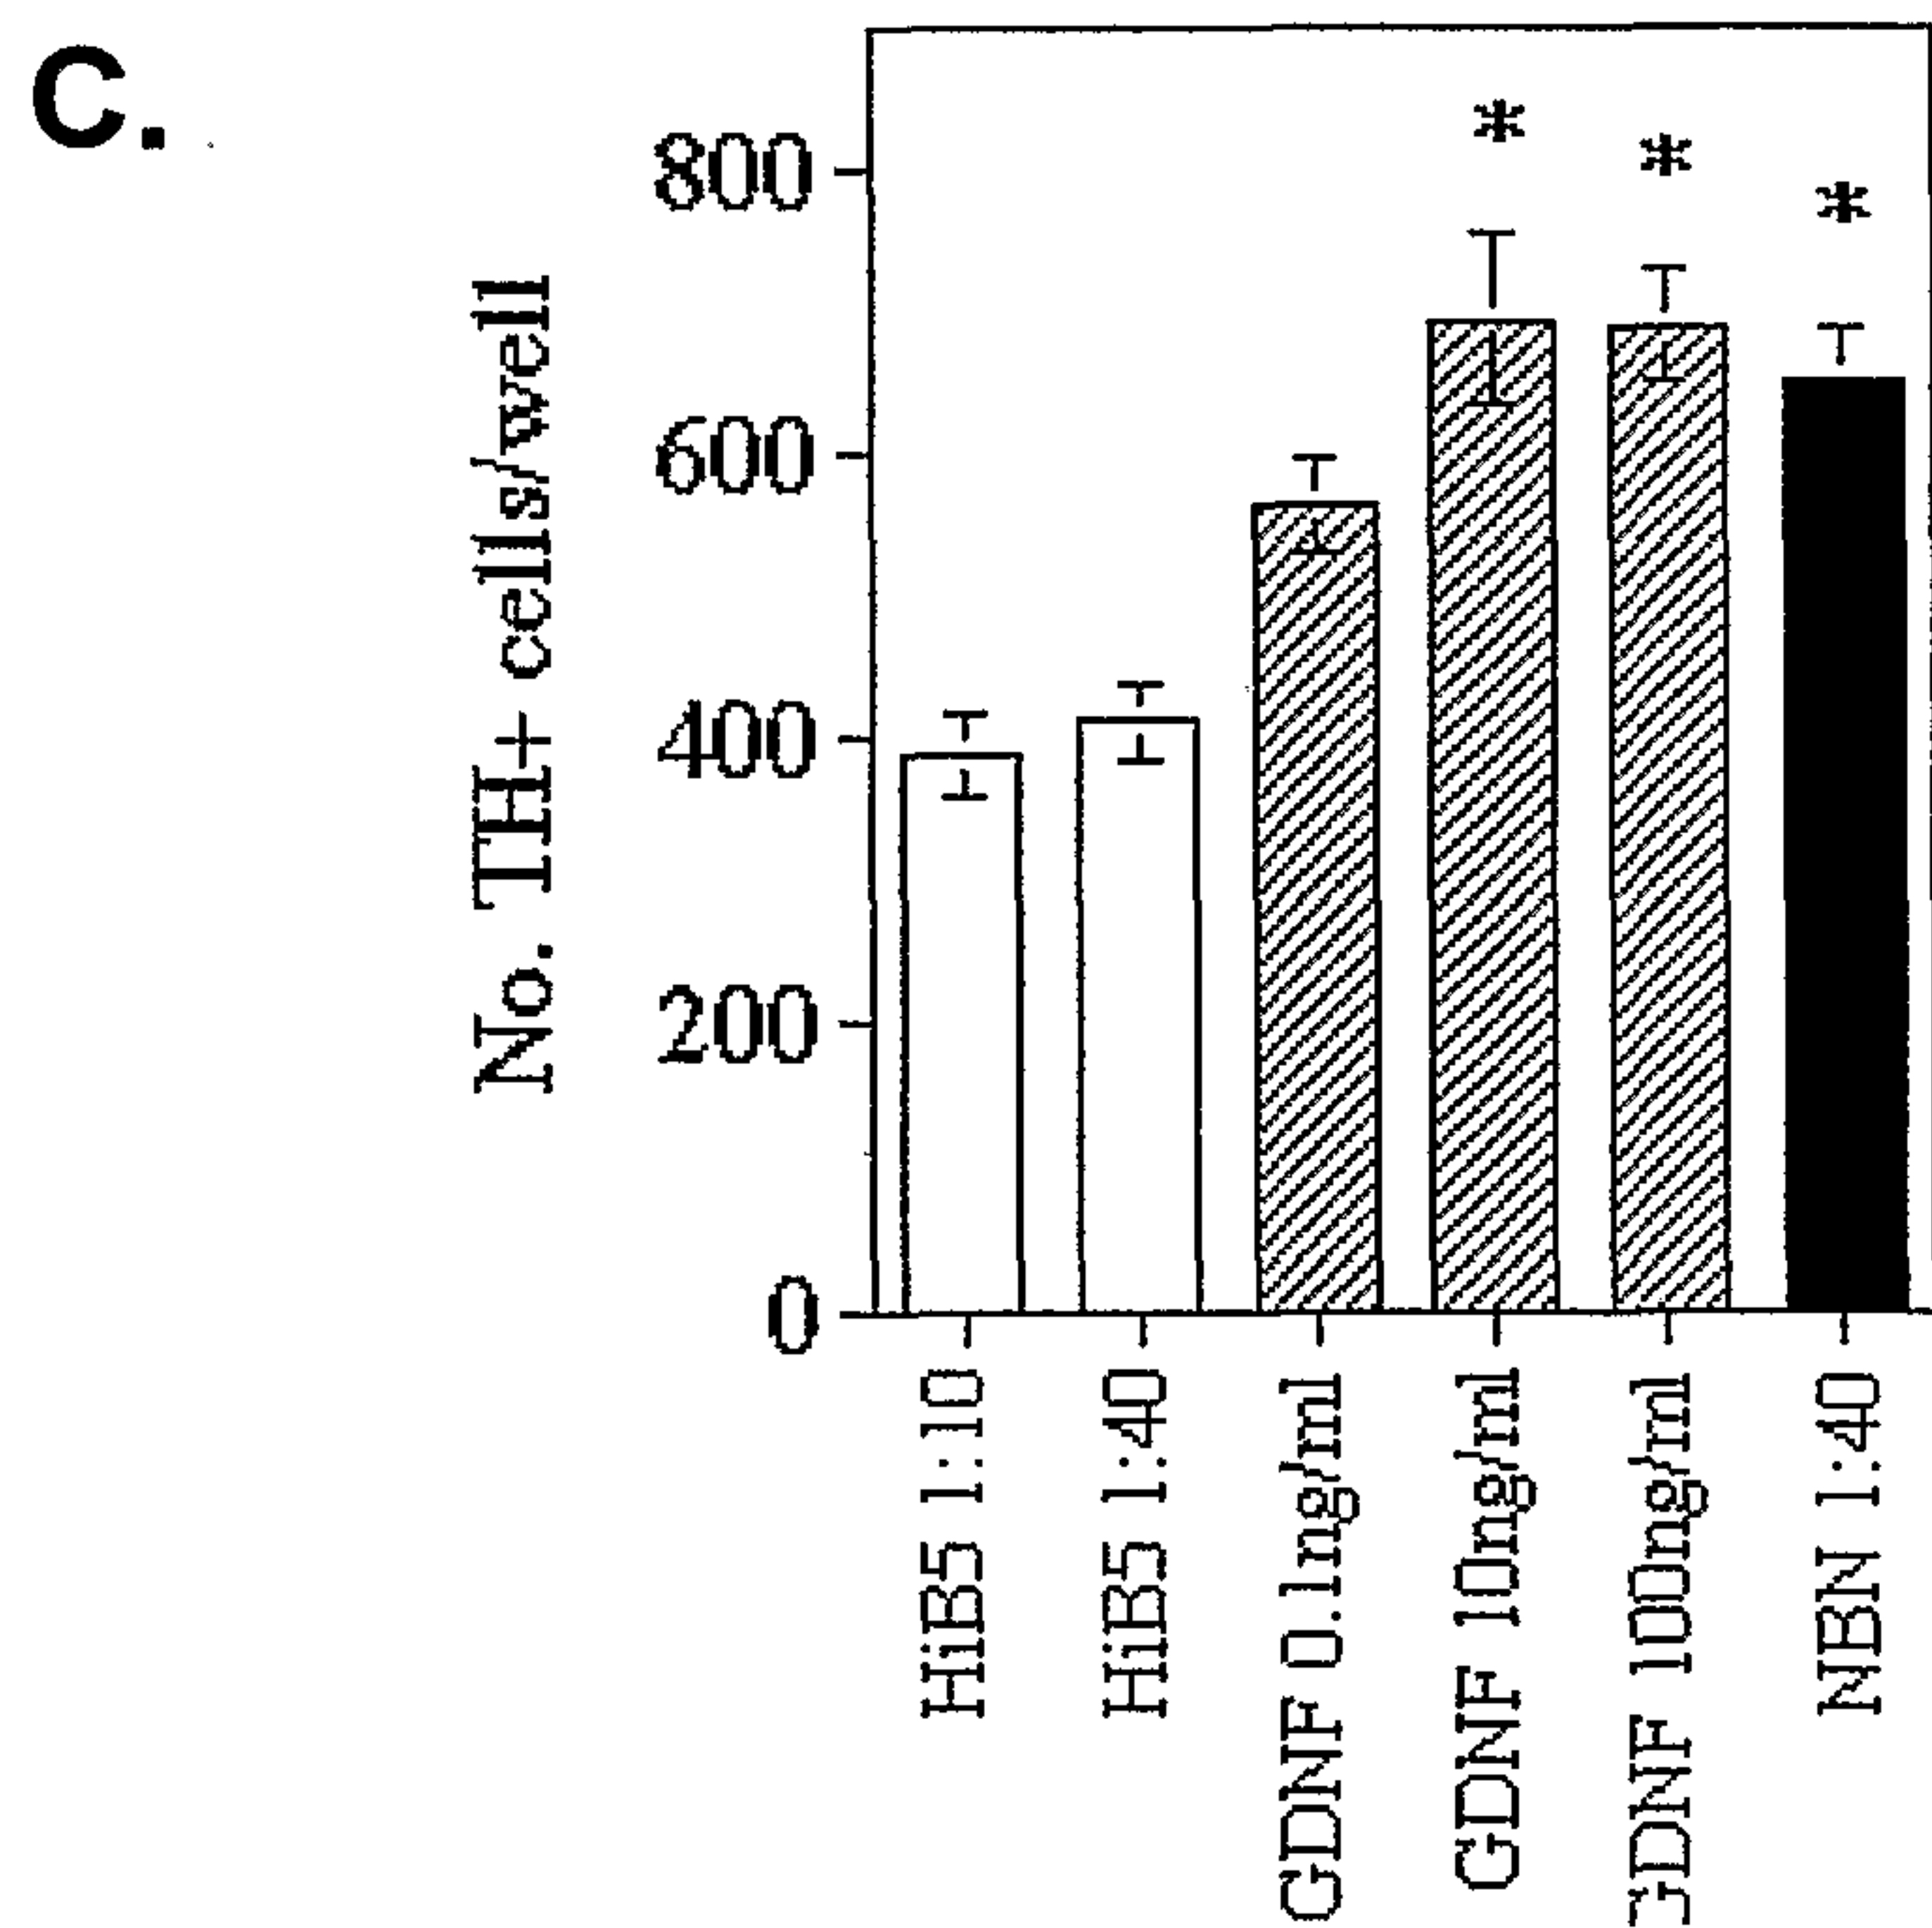 C.
No. TH+ cells/well
800
600
400
200
0
*
*
*
HiB5 1:10
HiB5 1:40
GDNF 0.1ng/ml
GDNF 10ng/ml
GDNF 100ng/ml
NBN 1:40